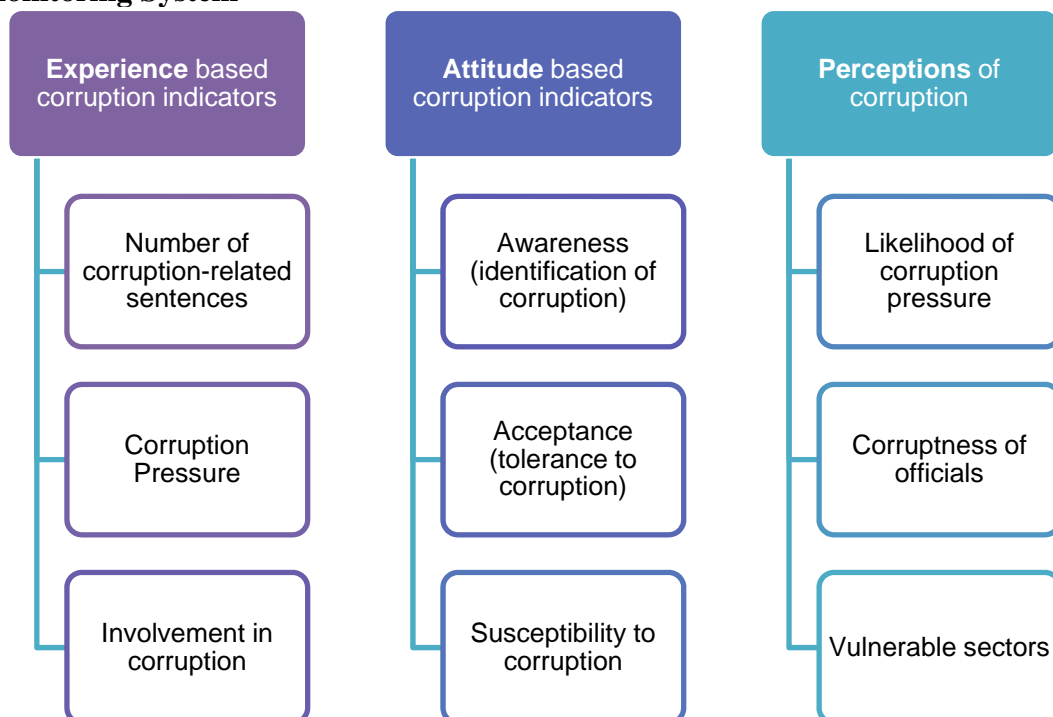 System
Experience based
corruption indicators
Number of
corruption-related
sentences
Corruption
Pressure
Involvement in
corruption
Attitude based
corruption indicators
Awareness
(identification of
corruption)
Acceptance
(tolerance to
corruption)
Susceptibility to
corruption
Perceptions of
corruption
Likelihood of
corruption
pressure
Corruptness of
officials
Vulnerable sectors